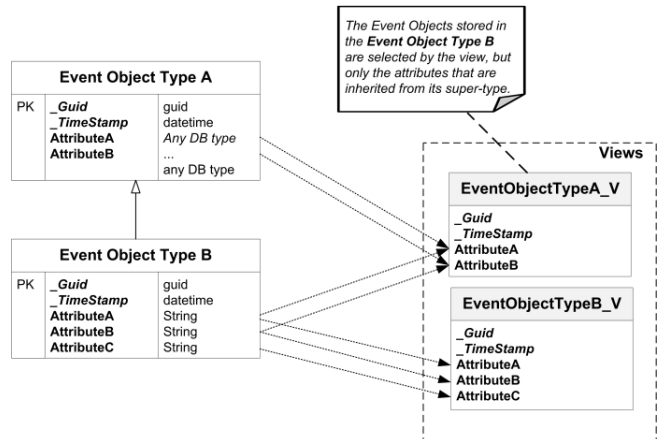 The Event Objects stored in
the Event Object Type B
are selected by the view, but
only the attributes that are
inherited from its super-type.
Event Object Type A
PK _Guid guid
_TimeStamp datetime
AttributeA Any DB type
AttributeB ...
any DB type
Event Object Type B
PK _Guid guid
_TimeStamp datetime
AttributeA String
AttributeB String
AttributeC String
Views
EventObjectTypeA_V
_Guid
_TimeStamp
AttributeA
AttributeB
EventObjectTypeB_V
_Guid
_TimeStamp
AttributeA
AttributeB
AttributeC